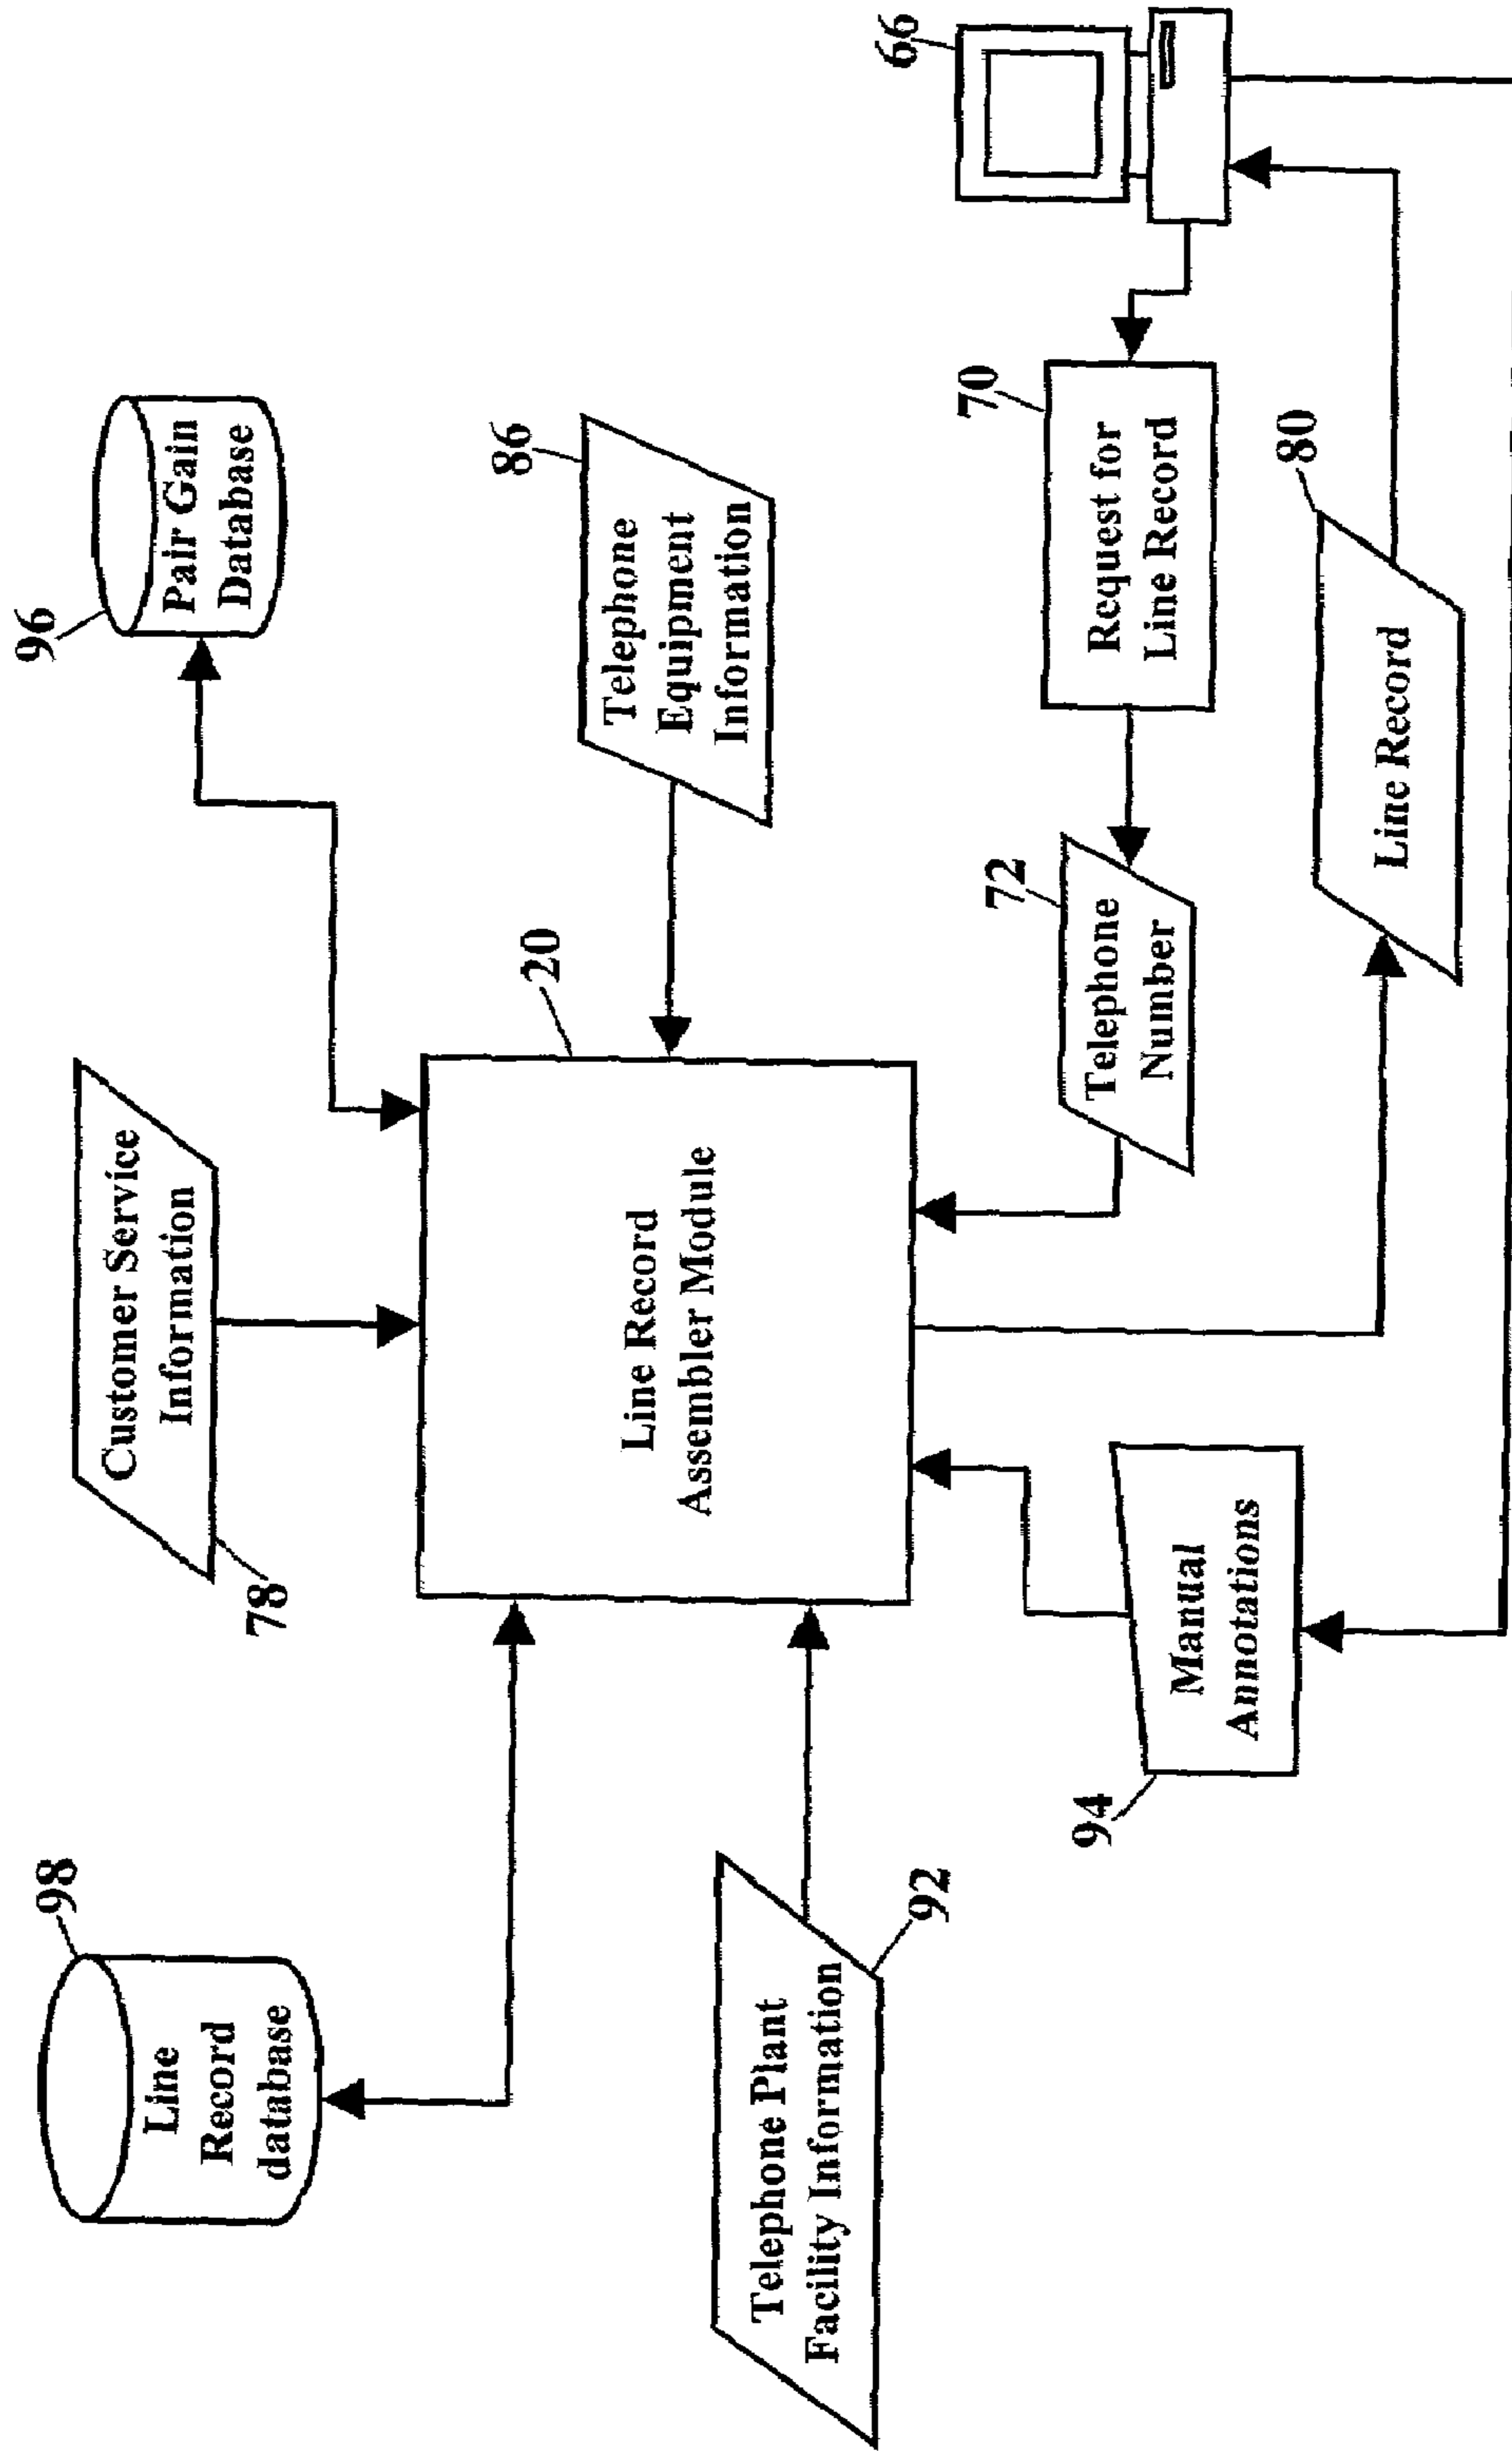 98
Line
Record
database
78
Customer Service
Information
96
Pair Gain
Database
20
Line Record
Assembler Module
86
Telephone
Equipment
Information
Telephone Plant
Facility Information
92
94
Manual
Annotations
72
Telephone
Number
70
Request for
Line Record
66
80
Line Record